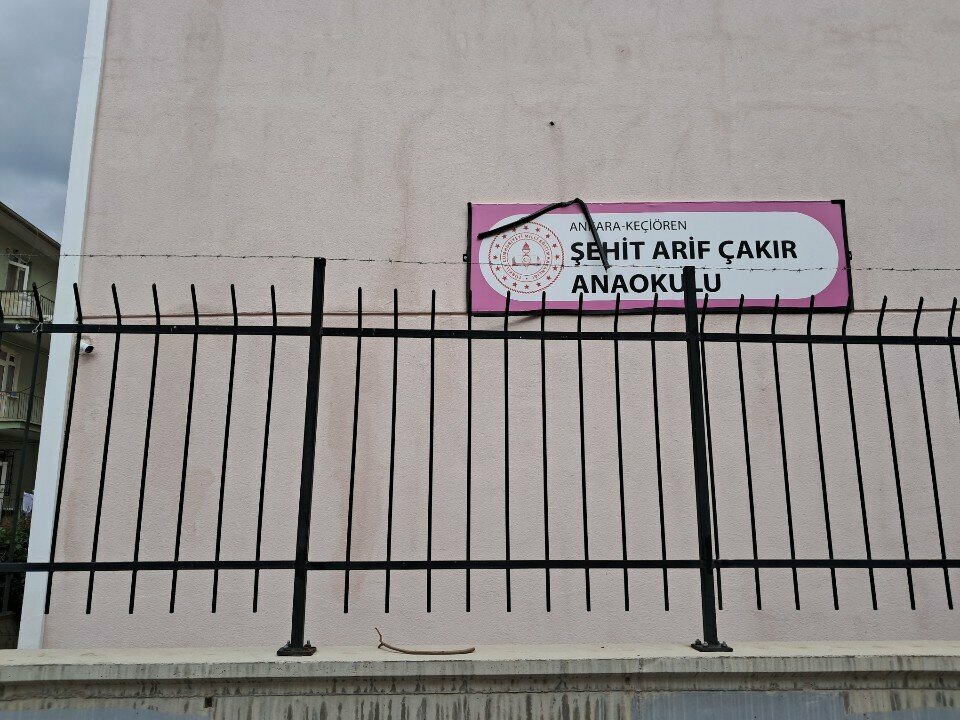 ANKARA-KEÇİÖREN
ŞEHİT ARİF ÇAKIR
ANAOKULU